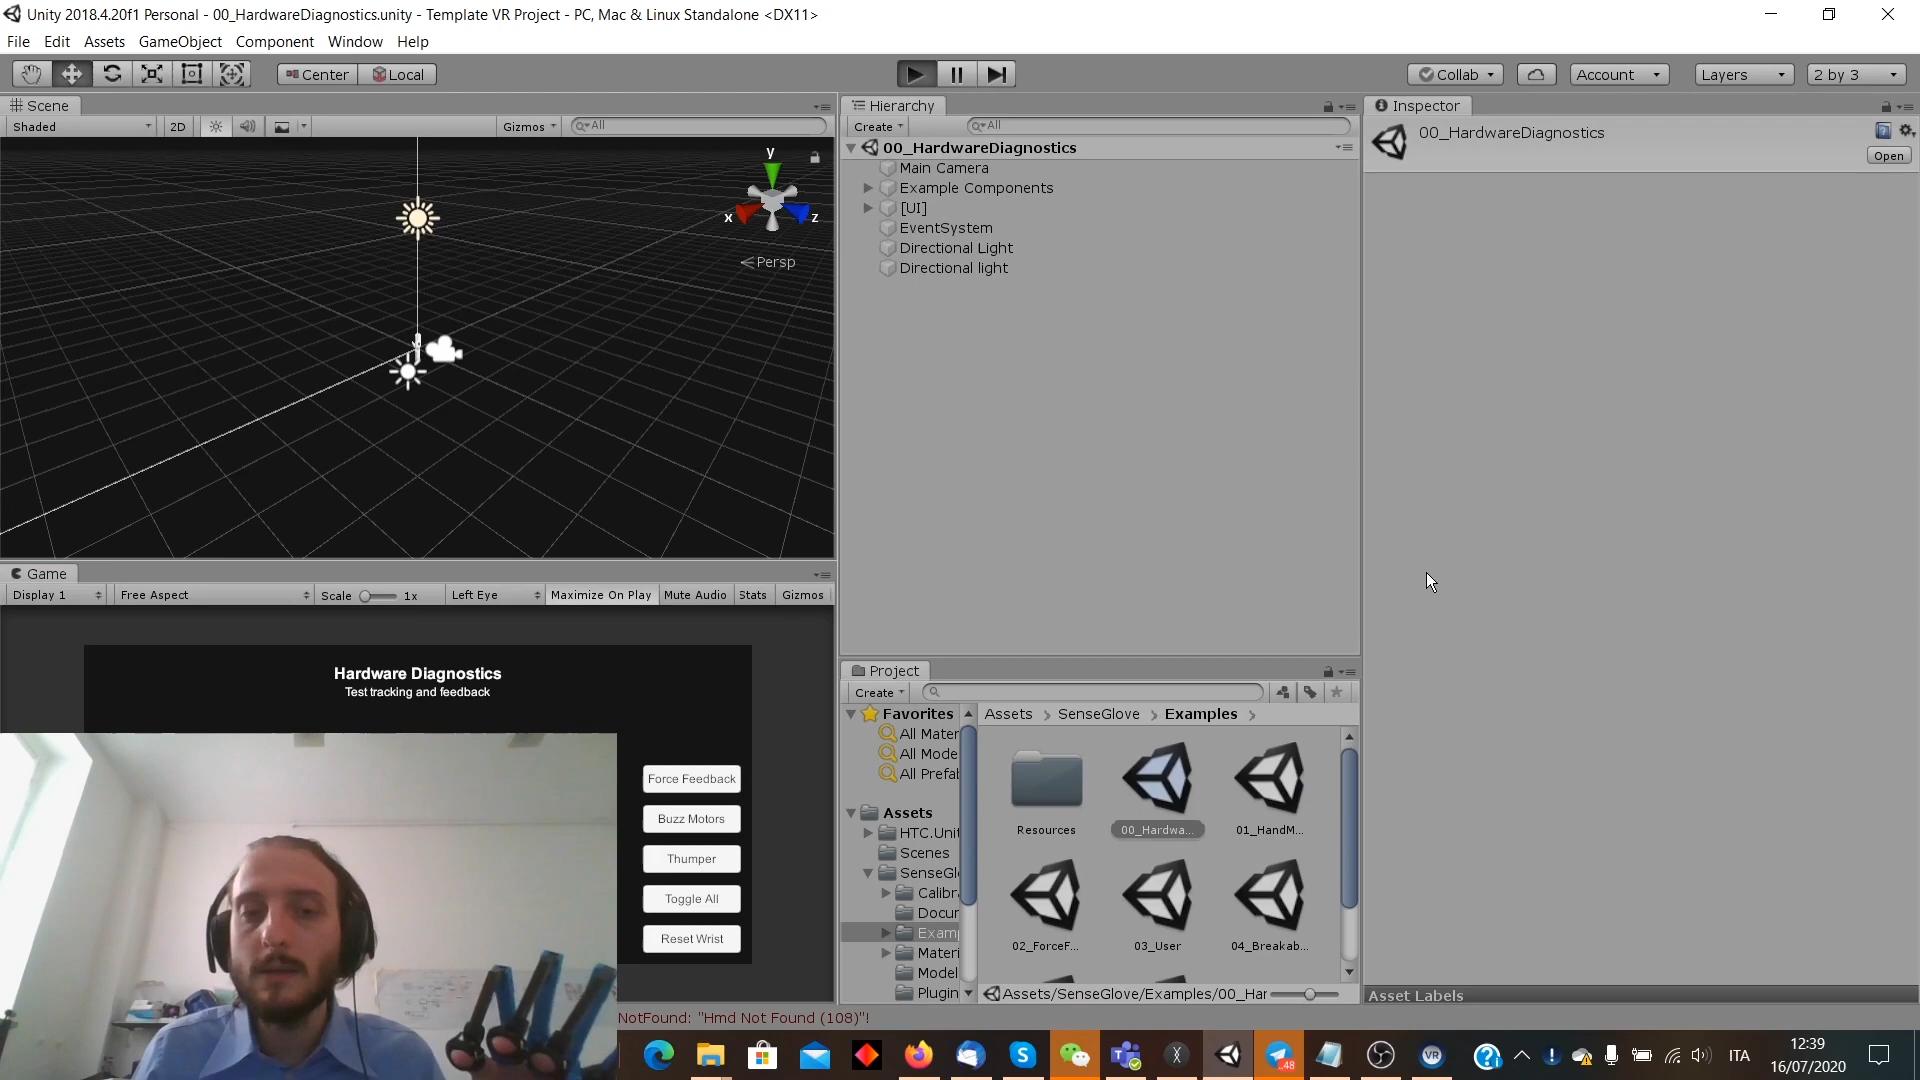 Unity 2018.4.20f1 Personal - 00_HardwareDiagnostics.unity - Template VR Project - PC, Mac & Linux Standalone <DX11>
File Edit Assets GameObject Component Window Help
Center Local Collab Account Layers 2 by 3
Scene
Shaded 2D Gizmos All
y
x z
Persp
Hierarchy
Create All
00_HardwareDiagnostics
Main Camera
Example Components
[UI]
EventSystem
Directional Light
Directional light
Inspector
00_HardwareDiagnostics
Open
Game
Display 1 Free Aspect Scale 1x Left Eye Maximize On Play Mute Audio Stats Gizmos
Hardware Diagnostics
Test tracking and feedback
Force Feedback
Buzz Motors
Thumper
Toggle All
Reset Wrist
Project
Create
Favorites
All Mater
All Mode
All Prefab
Assets
HTC.Unit
Scenes
SenseGl
Calibr
Docur
Examp
Materi
Model
Plugin
Assets SenseGlove Examples
Resources
00_Hardwa...
01_HandM...
02_ForceF...
03_User
04_Breakab...
Assets/SenseGlove/Examples/00_Har
Asset Labels
NotFound: "Hmd Not Found (108)"!
..48
VR
ITA
12:39
16/07/2020